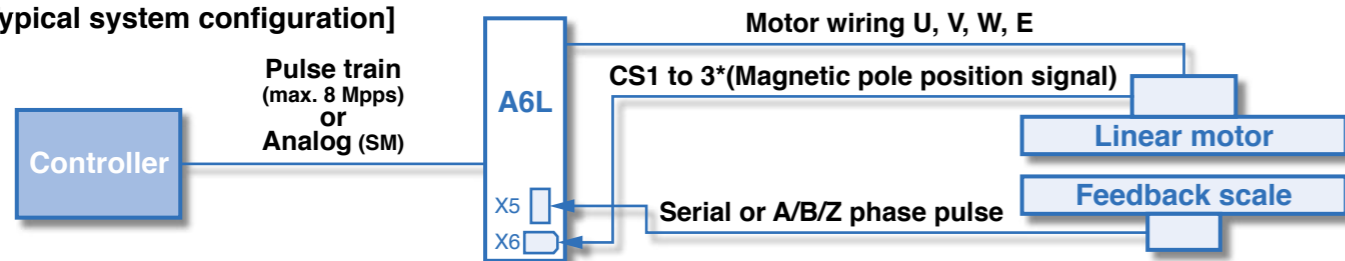 ypical system configuration]
Motor wiring U, V, W, E
Pulse train
(max. 8 Mpps)
or
Analog (SM)
CS1 to 3*(Magnetic pole position signal)
A6L
Controller
Linear motor
Feedback scale
X5
Serial or A/B/Z phase pulse
X6